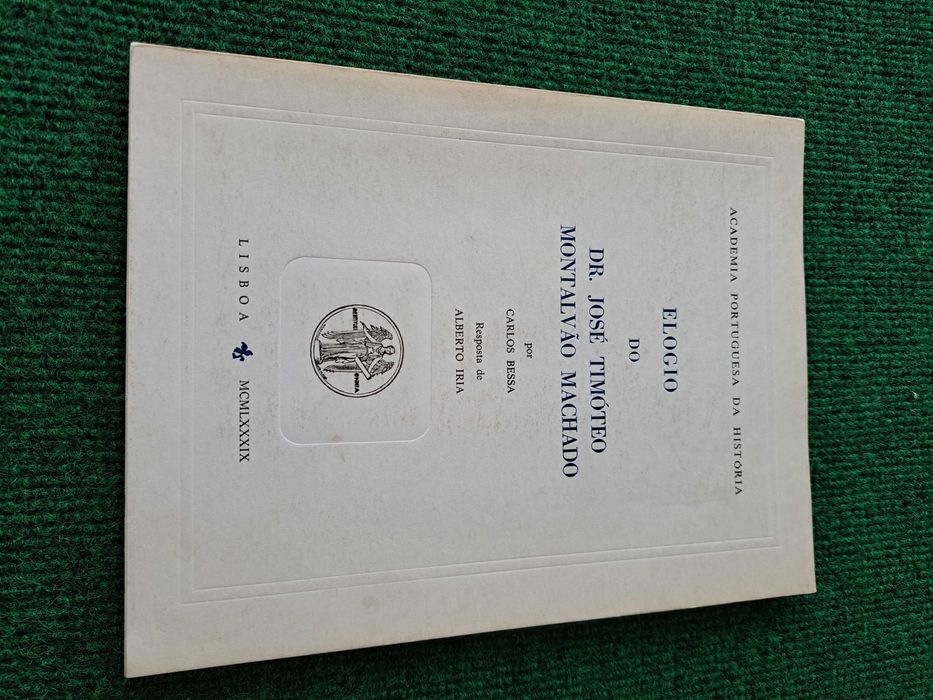 ACADEMIA PORTUGUESA DA HISTÓRIA
ELOGIO
DO
DR. JOSÉ TIMÓTEO
MONTALVÃO MACHADO
por
CARLOS BESSA
Resposta de
ALBERTO IRIA
LISBOA MCMLXXXIX